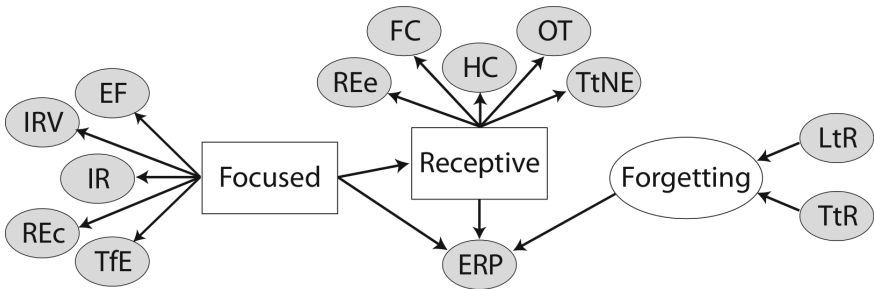 FC
OT
HC
REe
TtNE
EF
IRV
IR
REc
TfE
Focused
Receptive
Forgetting
LtR
TtR
ERP